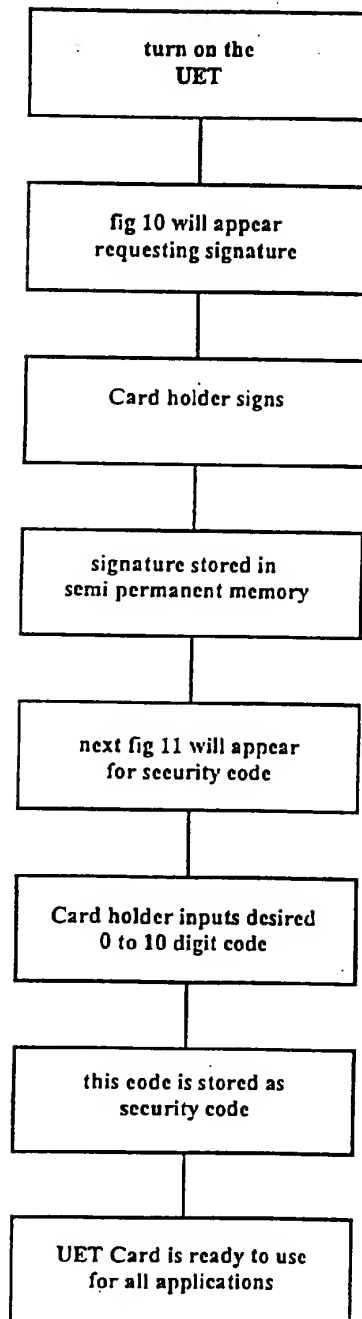 turn on the
UET
fig 10 will appear
requesting signature
Card holder signs
signature stored in
semi permanent memory
next fig 11 will appear
for security code
Card holder inputs desired
0 to 10 digit code
this code is stored as
security code
UET Card is ready to use
for all applications